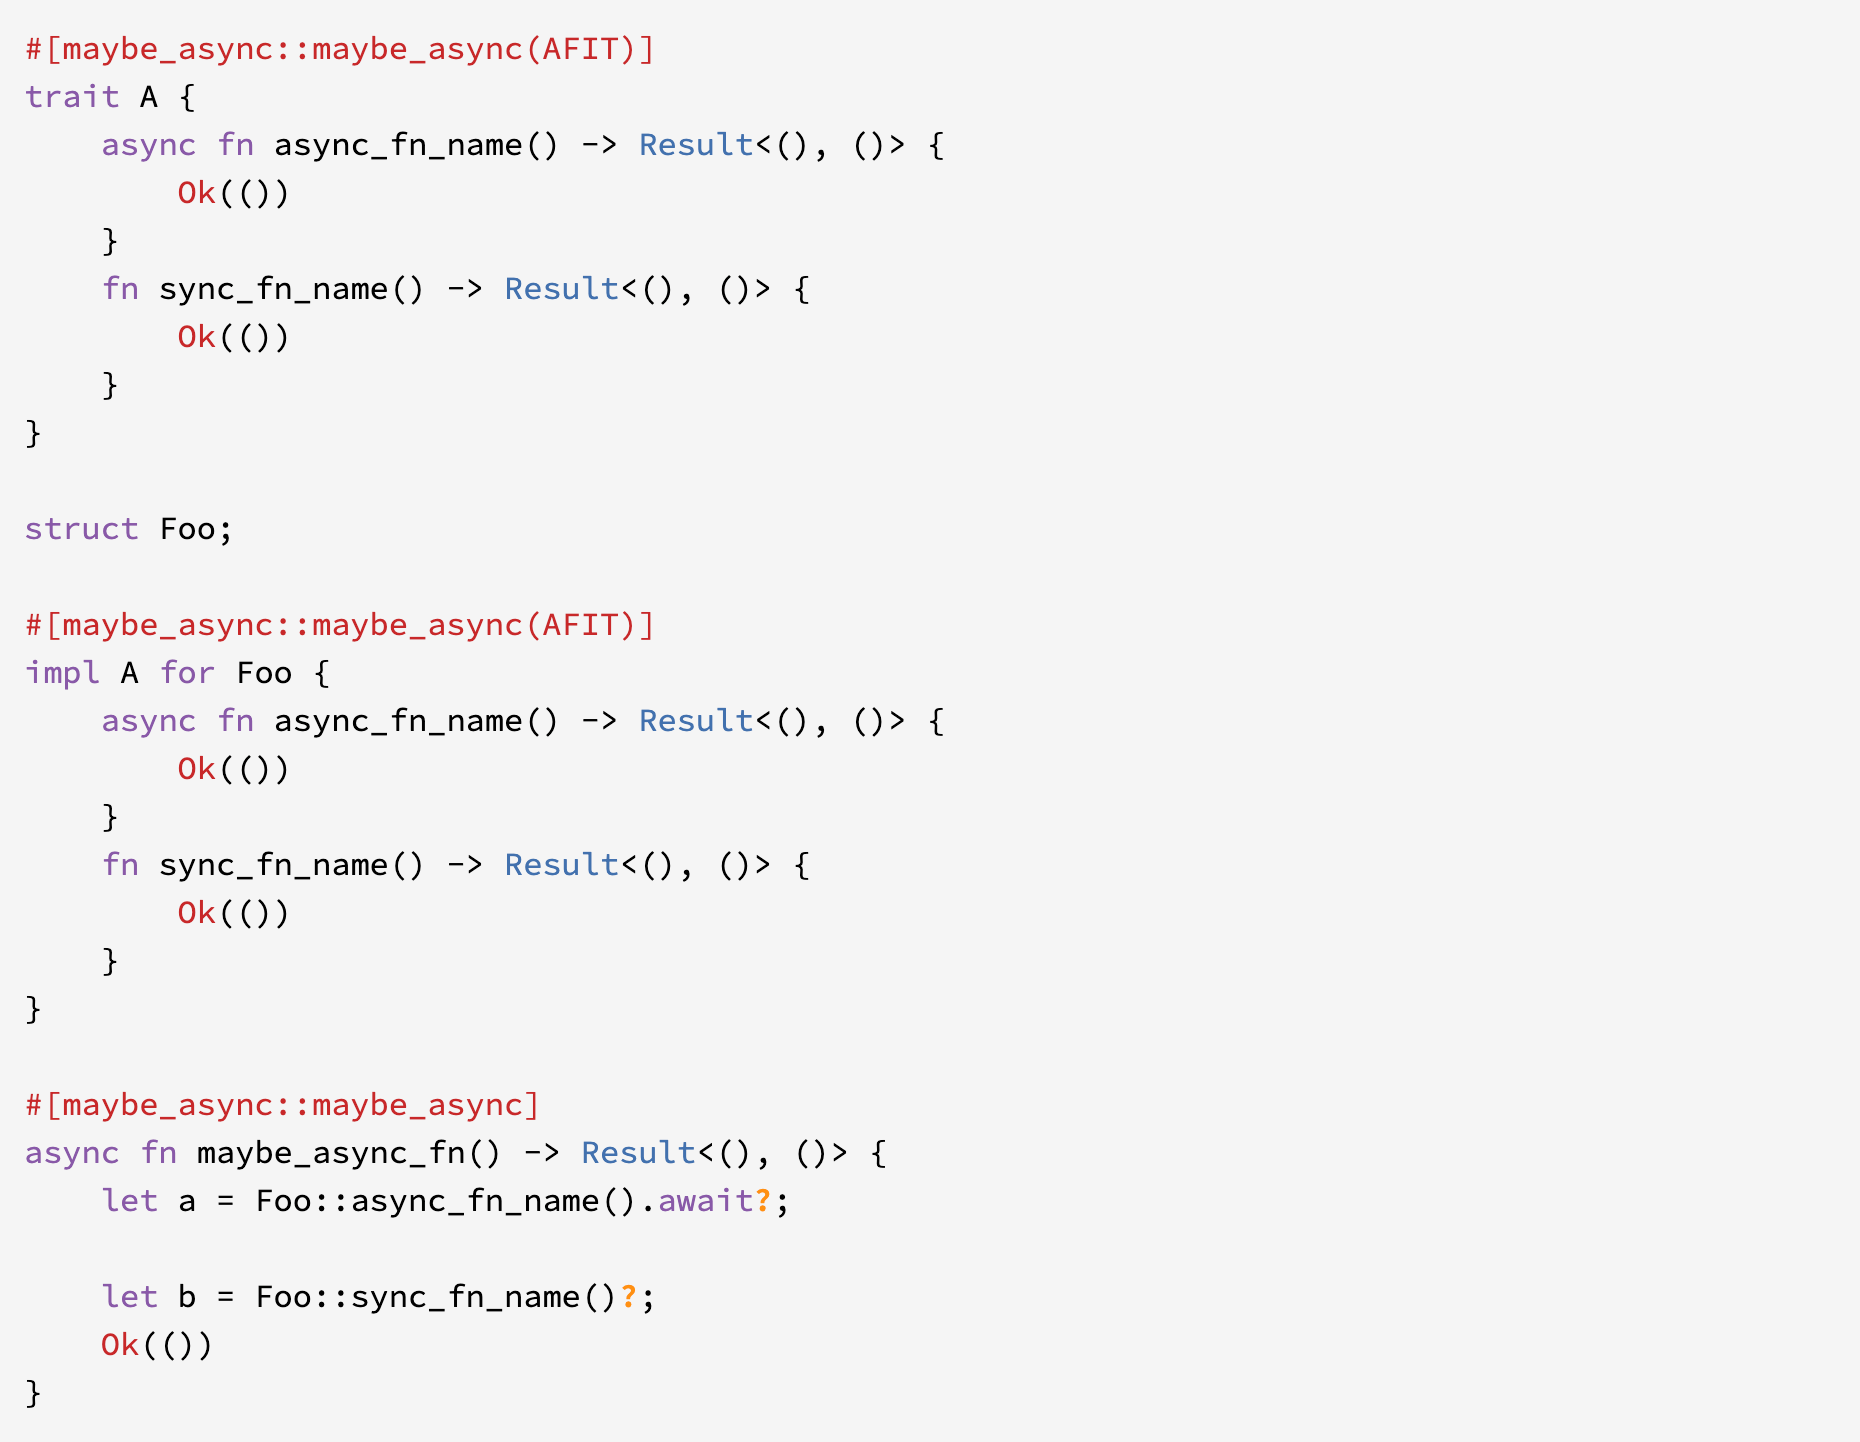 #[maybe_async::maybe_async(AFIT)]
trait A {
    async fn async_fn_name() -> Result<(), ()> {
        Ok(())
    }
    fn sync_fn_name() -> Result<(), ()> {
        Ok(())
    }
}

struct Foo;

#[maybe_async::maybe_async(AFIT)]
impl A for Foo {
    async fn async_fn_name() -> Result<(), ()> {
        Ok(())
    }
    fn sync_fn_name() -> Result<(), ()> {
        Ok(())
    }
}

#[maybe_async::maybe_async]
async fn maybe_async_fn() -> Result<(), ()> {
    let a = Foo::async_fn_name().await?;

    let b = Foo::sync_fn_name()?;
    Ok(())
}